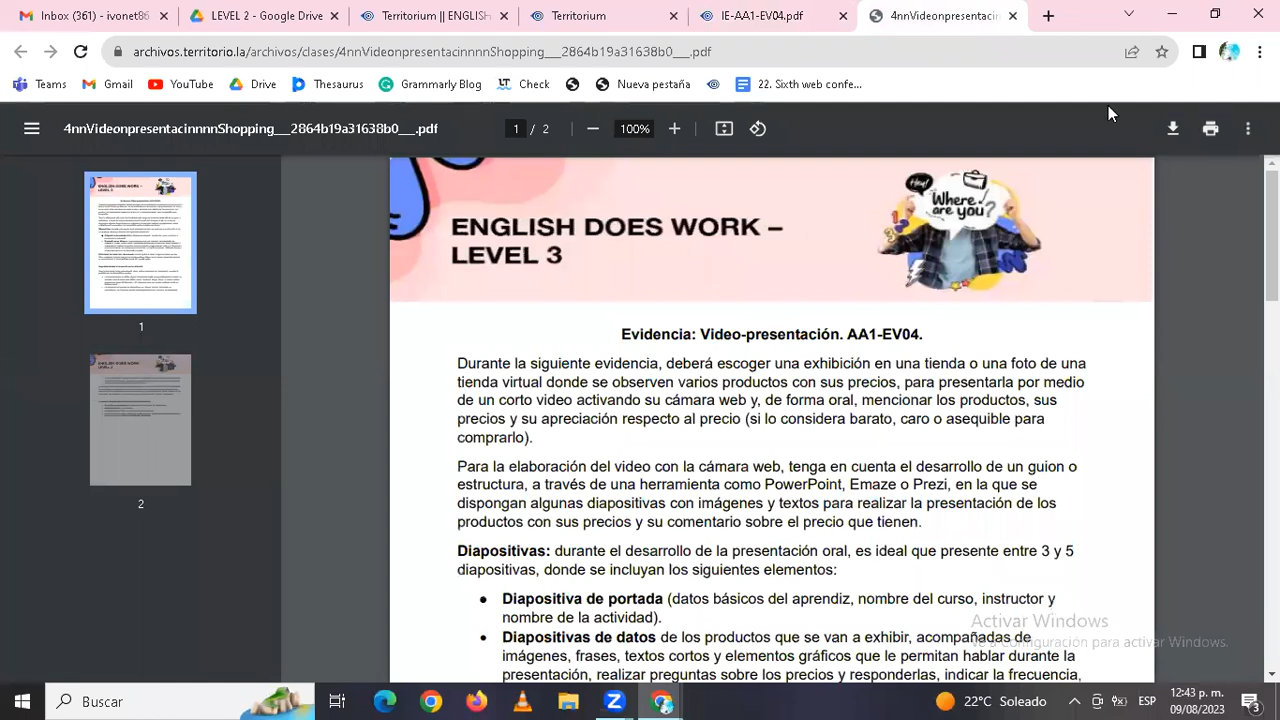 Inbox (361) - ivonet86
LEVEL 2 - Google Drive
Territorium || ENGLISH
Territorium
IE-AA1-EV04.pdf
4nnVideonpresentacin
archivos.territorio.la/archivos/clases/4nnVideonpresentacinnnnShopping___2864b19a31638b0__.pdf
Teams
Gmail
YouTube
Drive
Thesaurus
Grammarly Blog
Check
Nueva pestaña
22. Sixth web confe...
4nnVideonpresentacinnnnShopping__2864b19a31638b0__.pdf
1 / 2
100%
ENGLISH DOES WORK –
LEVEL 3
Where
are you?
Evidencia: Video-presentación. AA1-EV04.
Durante la siguiente evidencia, deberá escoger una exhibición en una tienda o una foto de una
tienda virtual donde se observen varios productos con sus precios, para presentarla por medio
de un corto video activando su cámara web y, de forma oral, mencionar los productos, sus
precios y su apreciación respecto al precio (si lo considera barato, caro o asequible para
comprarlo).
Para la elaboración del video con la cámara web, tenga en cuenta el desarrollo de un guion o
estructura, a través de una herramienta como PowerPoint, Emaze o Prezi, en la que se
dispongan algunas diapositivas con imágenes y textos para realizar la presentación de los
productos con sus precios y su comentario sobre el precio que tienen.
Diapositivas: durante el desarrollo de la presentación oral, es ideal que presente entre 3 y 5
diapositivas, donde se incluyan los siguientes elementos:
• Diapositiva de portada (datos básicos del aprendiz, nombre del curso, instructor y
nombre de la actividad).
• Diapositivas de datos de los productos que se van a exhibir, acompañadas de
imágenes, frases, textos cortos y elementos gráficos que le permitan hablar durante la
presentación, realizar preguntas sobre los precios y responderlas, indicar la frecuencia,
ENGLISH DOES WORK –
LEVEL 3
1
2
Activar Windows
Ve a Configuración para activar Windows.
Buscar
22°C Soleado
ESP
12:43 p. m.
09/08/2023
3